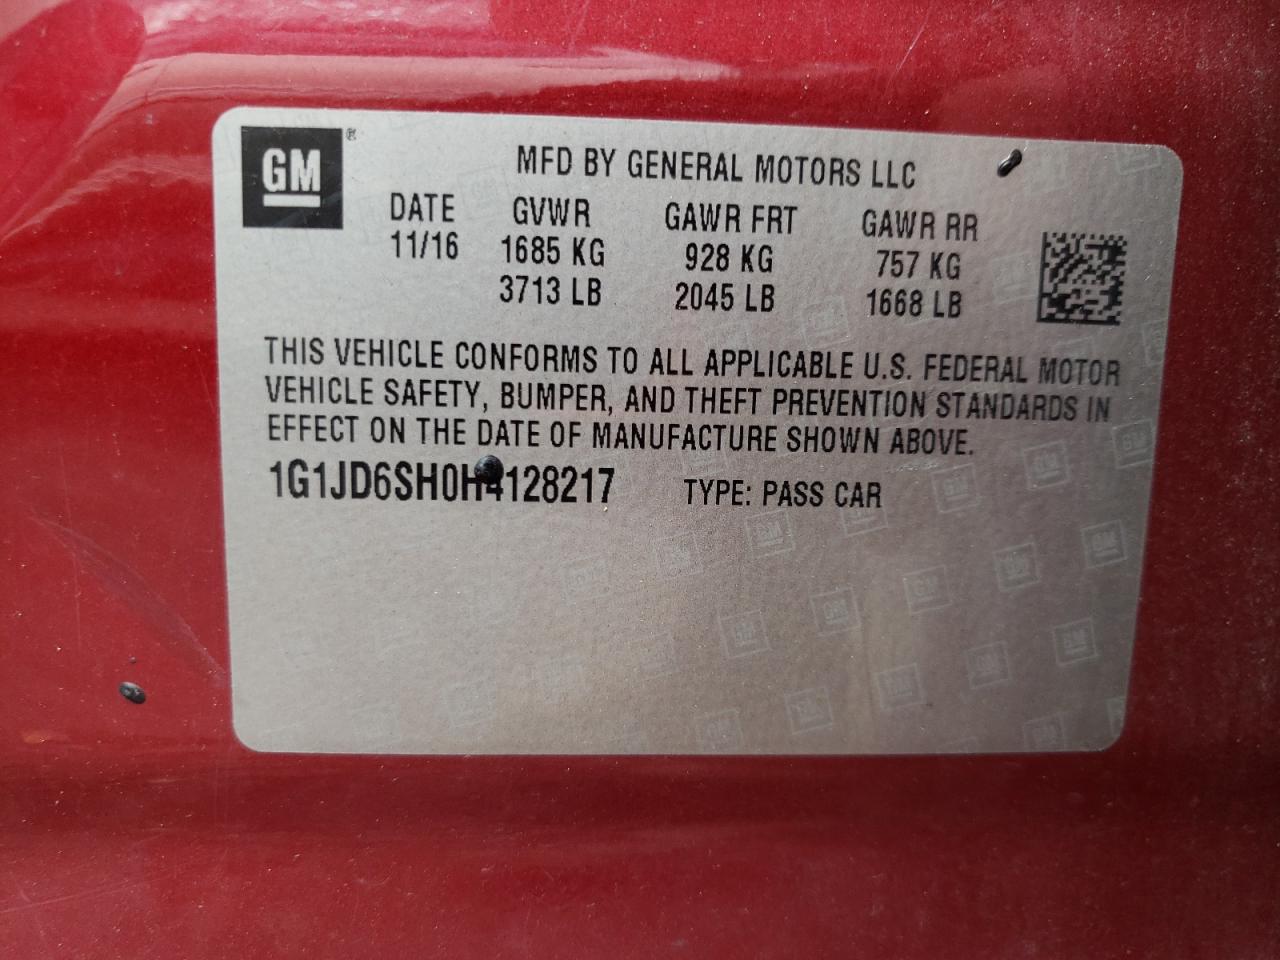 GM ®
MFD BY GENERAL MOTORS LLC
DATE GVWR GAWR FRT GAWR RR
11/16 1685 KG 928 KG 757 KG
3713 LB 2045 LB 1668 LB
THIS VEHICLE CONFORMS TO ALL APPLICABLE U.S. FEDERAL MOTOR
VEHICLE SAFETY, BUMPER, AND THEFT PREVENTION STANDARDS IN
EFFECT ON THE DATE OF MANUFACTURE SHOWN ABOVE.
1G1JD6SH0H4128217 TYPE: PASS CAR